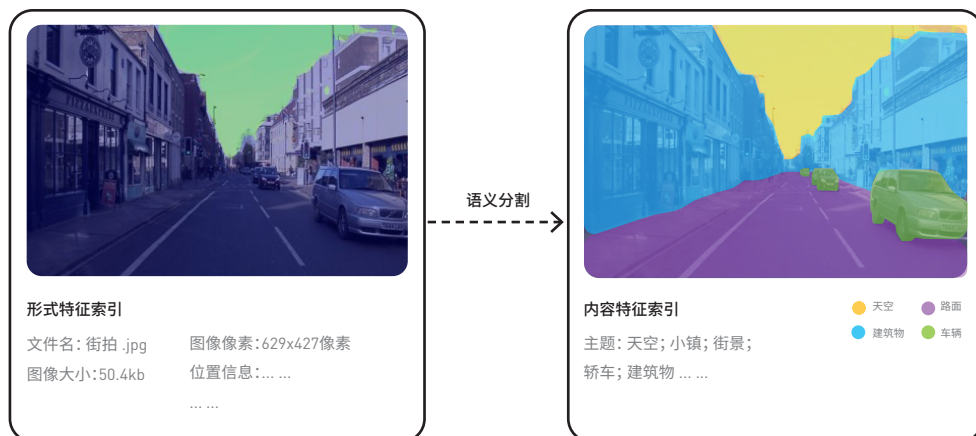 语义分割
形式特征索引
文件名：街拍 .jpg
图像大小：50.4kb
图像像素：629x427像素
位置信息：... ...
... ...
内容特征索引
主题：天空；小镇；街景；
轿车；建筑物 ... ...
天空
路面
建筑物
车辆